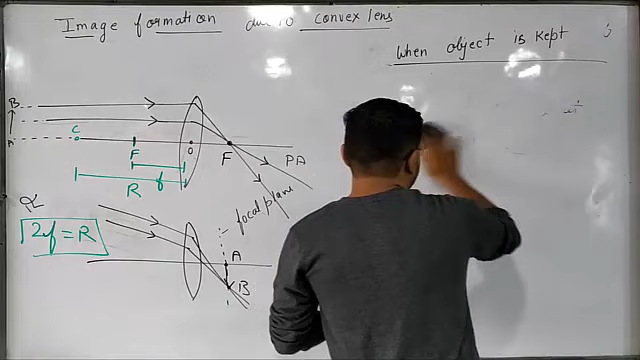 Image formation due to convex lens
When object is kept
B
A
C
F
O
F
PA
R
f
focal plane
2f = R
A
B